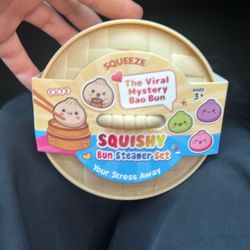 SQUEEZE
The Viral
Mystery
Bao Bun
AGES
3+
SQUISHY
Bun Steamer Set
Your Stress Away